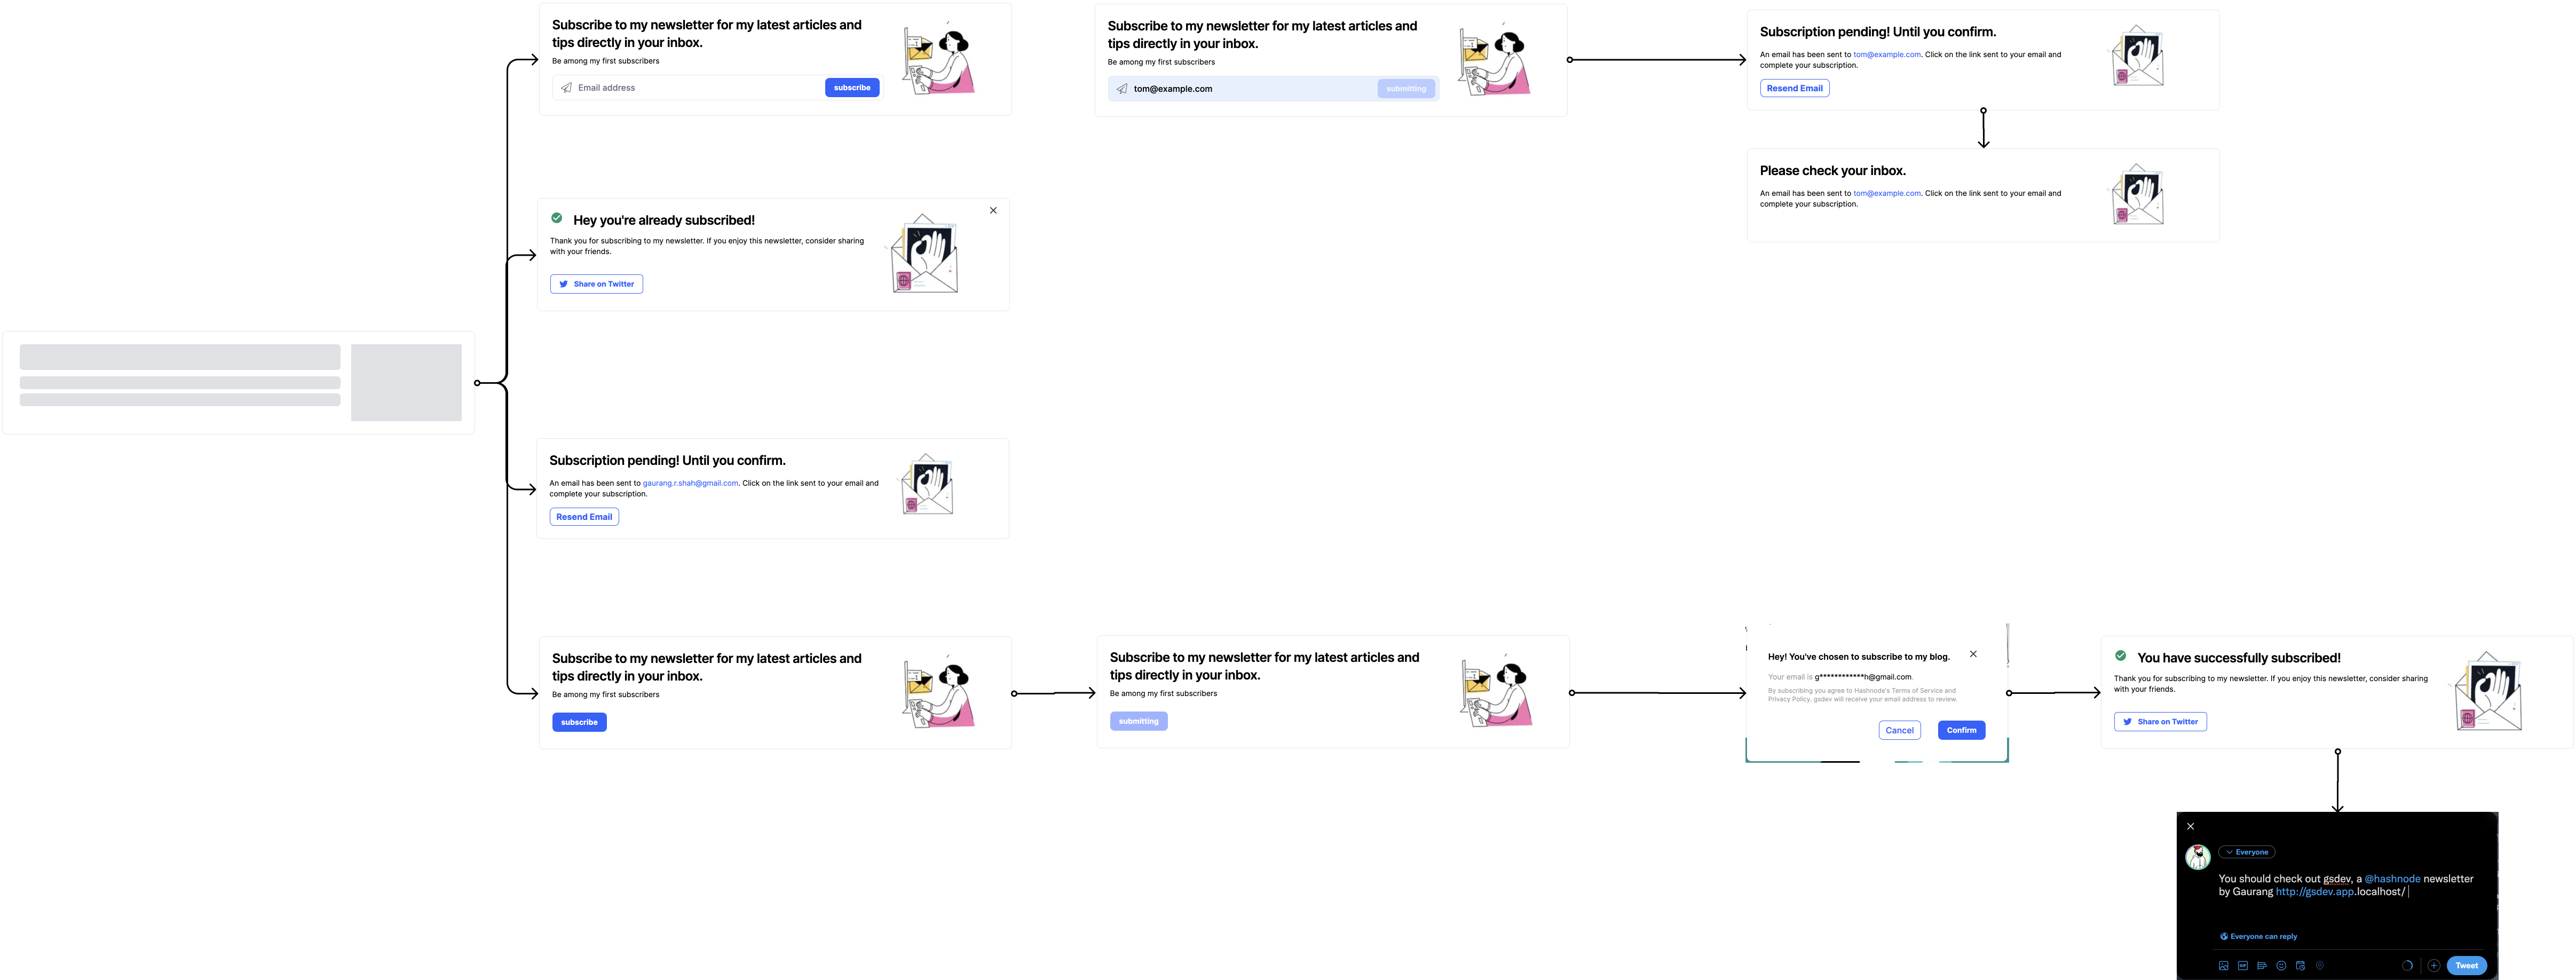 Subscribe to my newsletter for my latest articles and
tips directly in your inbox.
Be among my first subscribers
Email address
subscribe
Subscribe to my newsletter for my latest articles and
tips directly in your inbox.
Be among my first subscribers
tom@example.com
submitting
Subscription pending! Until you confirm.
An email has been sent to tom@example.com. Click on the link sent to your email and
complete your subscription.
Resend Email
Please check your inbox.
An email has been sent to tom@example.com. Click on the link sent to your email and
complete your subscription.
Hey you're already subscribed!
Thank you for subscribing to my newsletter. If you enjoy this newsletter, consider sharing
with your friends.
Share on Twitter
Subscription pending! Until you confirm.
An email has been sent to gaurang.r.shah@gmail.com. Click on the link sent to your email and
complete your subscription.
Resend Email
Subscribe to my newsletter for my latest articles and
tips directly in your inbox.
Be among my first subscribers
subscribe
Subscribe to my newsletter for my latest articles and
tips directly in your inbox.
Be among my first subscribers
submitting
Hey! You've chosen to subscribe to my blog.
Your email is g************h@gmail.com.
By subscribing you agree to Hashnode's Terms of Service and
Privacy Policy. gsdev will receive your email address to review.
Cancel
Confirm
You have successfully subscribed!
Thank you for subscribing to my newsletter. If you enjoy this newsletter, consider sharing
with your friends.
Share on Twitter
Everyone
You should check out gsdev, a @hashnode newsletter
by Gaurang http://gsdev.app.localhost/
Everyone can reply
GIF
Tweet